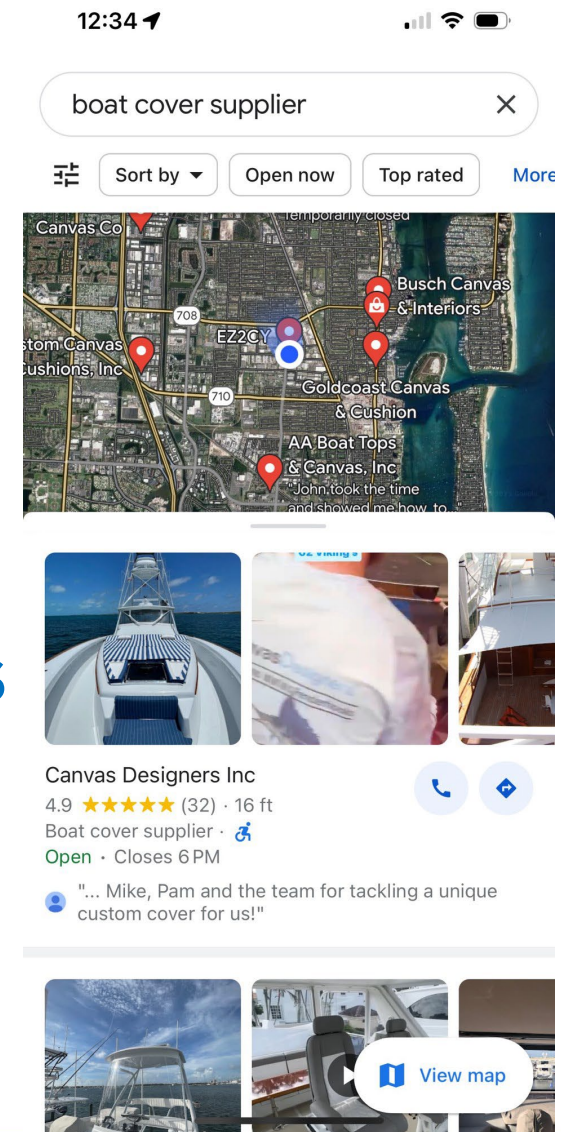 12:34
boat cover supplier
Sort by
Open now
Top rated
More
Temporarily closed
Canvas Co
Busch Canvas
& Interiors
708
EZ2CY
stom Canvas
Cushions, Inc
710
Goldcoast Canvas
& Cushion
AA Boat Tops
& Canvas, Inc
"John took the time
and showed me how to..."
62 Viking's
s
Canvas Designers Inc
4.9 ★★★★★ (32) · 16 ft
Boat cover supplier ·
Open · Closes 6 PM
"... Mike, Pam and the team for tackling a unique
custom cover for us!"
View map